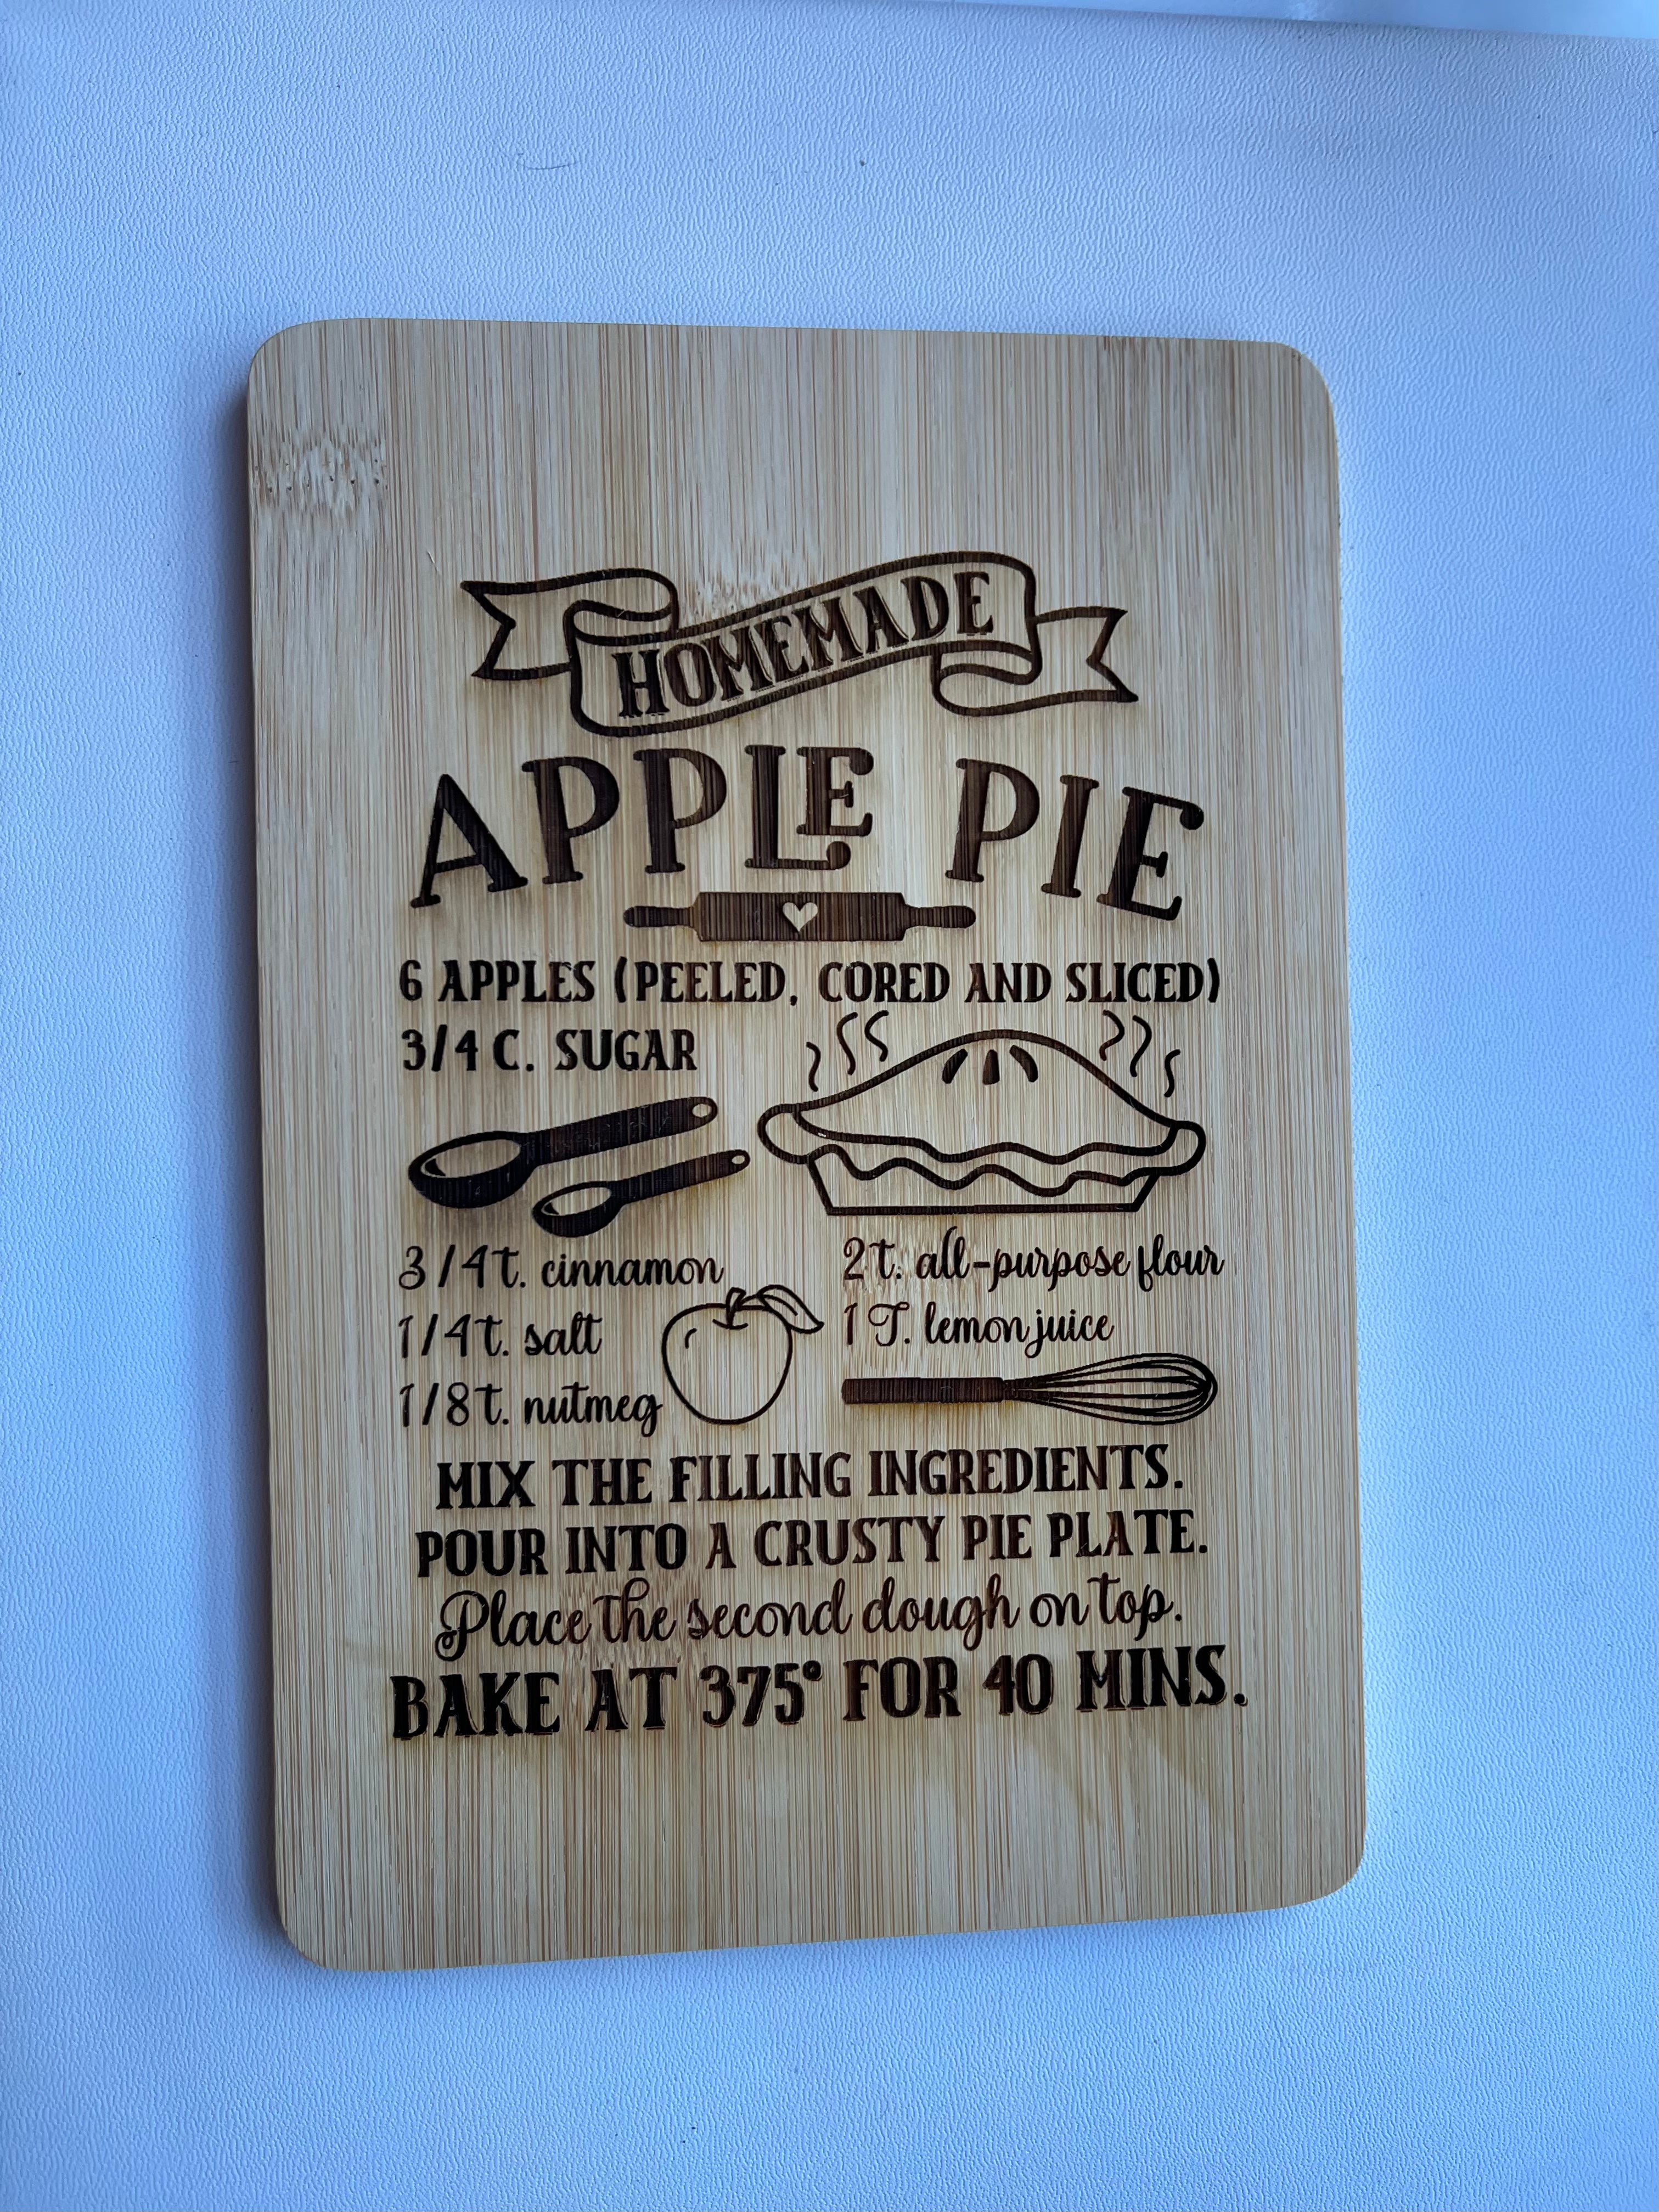 HOMEMADE
APPLE PIE
6 APPLES (PEELED, CORED AND SLICED)
3/4 C. SUGAR
3/4t. cinnamon
1/4t. salt
1/8t. nutmeg
2t. all-purpose flour
1 T. lemon juice
MIX THE FILLING INGREDIENTS.
POUR INTO A CRUSTY PIE PLATE.
Place the second dough on top.
BAKE AT 375° FOR 40 MINS.